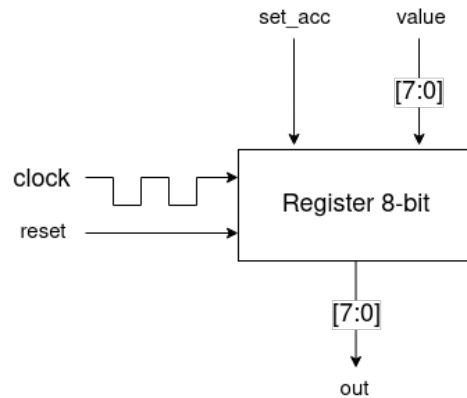 set_acc
value
[7:0]
clock
Register 8-bit
reset
[7:0]
out